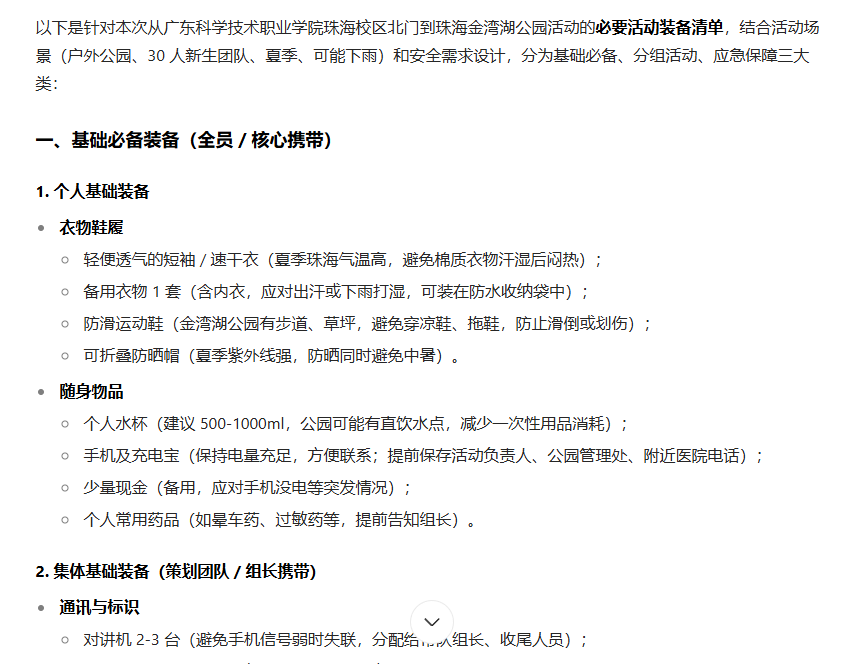 以下是针对本次从广东科学技术职业学院珠海校区北门到珠海金湾湖公园活动的必要活动装备清单，结合活动场
景（户外公园、30 人新生团队、夏季、可能下雨）和安全需求设计，分为基础必备、分组活动、应急保障三大
类：
一、基础必备装备（全员 / 核心携带）
1. 个人基础装备
衣物鞋履
轻便透气的短袖 / 速干衣（夏季珠海气温高，避免棉质衣物汗湿后闷热）；
备用衣物 1 套（含内衣，应对出汗或下雨打湿，可装在防水收纳袋中）；
防滑运动鞋（金湾湖公园有步道、草坪，避免穿凉鞋、拖鞋，防止滑倒或划伤）；
可折叠防晒帽（夏季紫外线强，防晒同时避免中暑）。
随身物品
个人水杯（建议 500-1000ml，公园可能有直饮水点，减少一次性用品消耗）；
手机及充电宝（保持电量充足，方便联系；提前保存活动负责人、公园管理处、附近医院电话）；
少量现金（备用，应对手机没电等突发情况）；
个人常用药品（如晕车药、过敏药等，提前告知组长）。
2. 集体基础装备（策划团队 / 组长携带）
通讯与标识
对讲机 2-3 台（避免手机信号弱时失联，分配给队组长、收尾人员）；